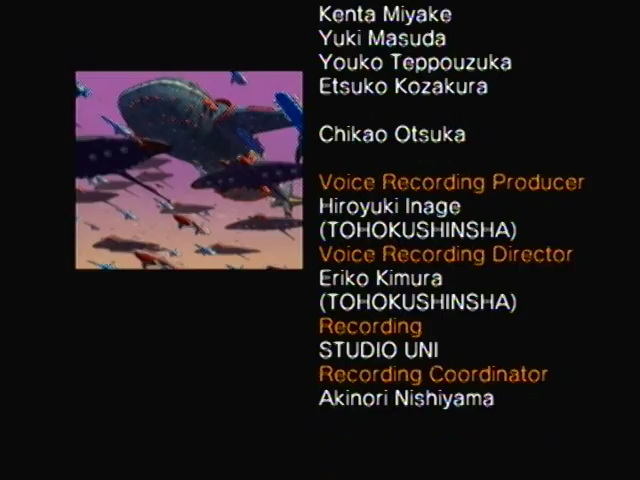 Kenta Miyake
Yuki Masuda
Youko Teppouzuka
Etsuko Kozakura
Chikao Otsuka
Voice Recording Producer
Hiroyuki Inage
(TOHOKUSHINSHA)
Voice Recording Director
Eriko Kimura
(TOHOKUSHINSHA)
Recording
STUDIO UNI
Recording Coordinator
Akinori Nishiyama